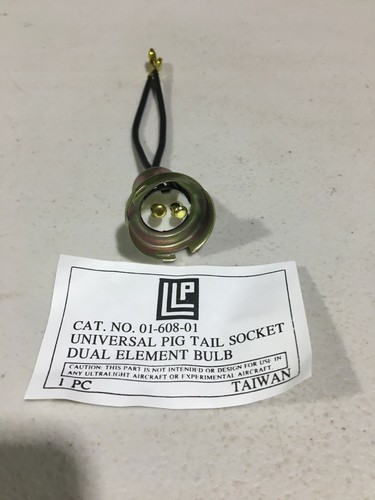 LLP
CAT. NO. 01-608-01
UNIVERSAL PIG TAIL SOCKET
DUAL ELEMENT BULB
CAUTION: THIS PART IS NOT INTENDED OR DESIGN FOR USE IN
ANY ULTRALIGHT AIRCRAFT OR EXPERIMENTAL AIRCRAFT
1 PC
TAIWAN